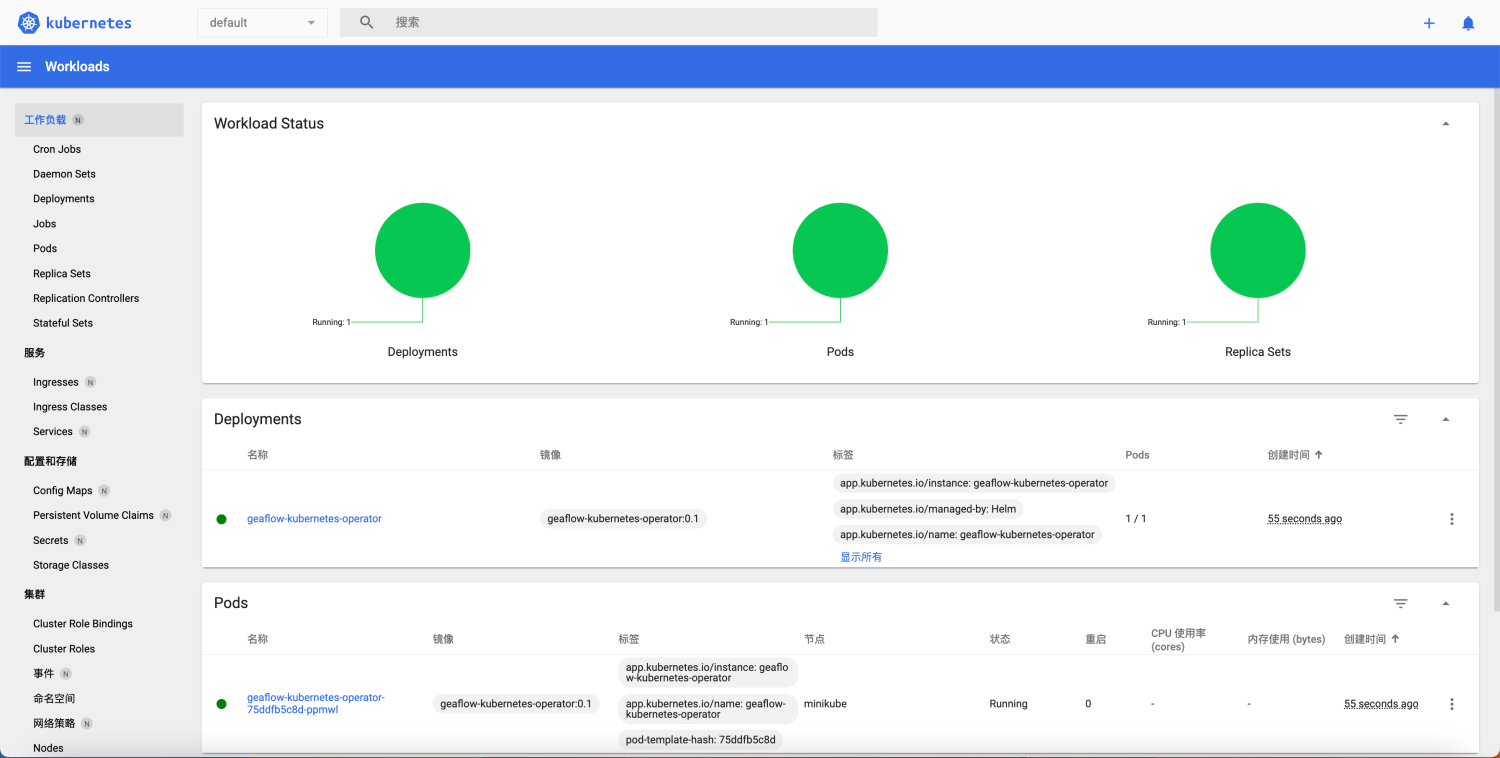 kubernetes
default
搜索
Workloads
工作负载 N
Cron Jobs
Daemon Sets
Deployments
Jobs
Pods
Replica Sets
Replication Controllers
Stateful Sets
服务
Ingresses N
Ingress Classes
Services N
配置和存储
Config Maps N
Persistent Volume Claims N
Secrets N
Storage Classes
集群
Cluster Role Bindings
Cluster Roles
事件 N
命名空间
网络策略 N
Nodes
Workload Status
Running: 1
Deployments
Running: 1
Pods
Running: 1
Replica Sets
Deployments
名称 镜像 标签 Pods 创建时间
geaflow-kubernetes-operator
geaflow-kubernetes-operator:0.1
app.kubernetes.io/instance: geaflow-kubernetes-operator
app.kubernetes.io/managed-by: Helm
app.kubernetes.io/name: geaflow-kubernetes-operator
显示所有
1 / 1
55 seconds ago
Pods
名称 镜像 标签 节点 状态 重启 CPU 使用率
(cores)
内存使用 (bytes) 创建时间
geaflow-kubernetes-operator-
75ddfb5c8d-ppmwl
geaflow-kubernetes-operator:0.1
app.kubernetes.io/instance: geaflo
w-kubernetes-operator
app.kubernetes.io/name: geaflow-
kubernetes-operator
pod-template-hash: 75ddfb5c8d
minikube
Running
0
-
-
55 seconds ago